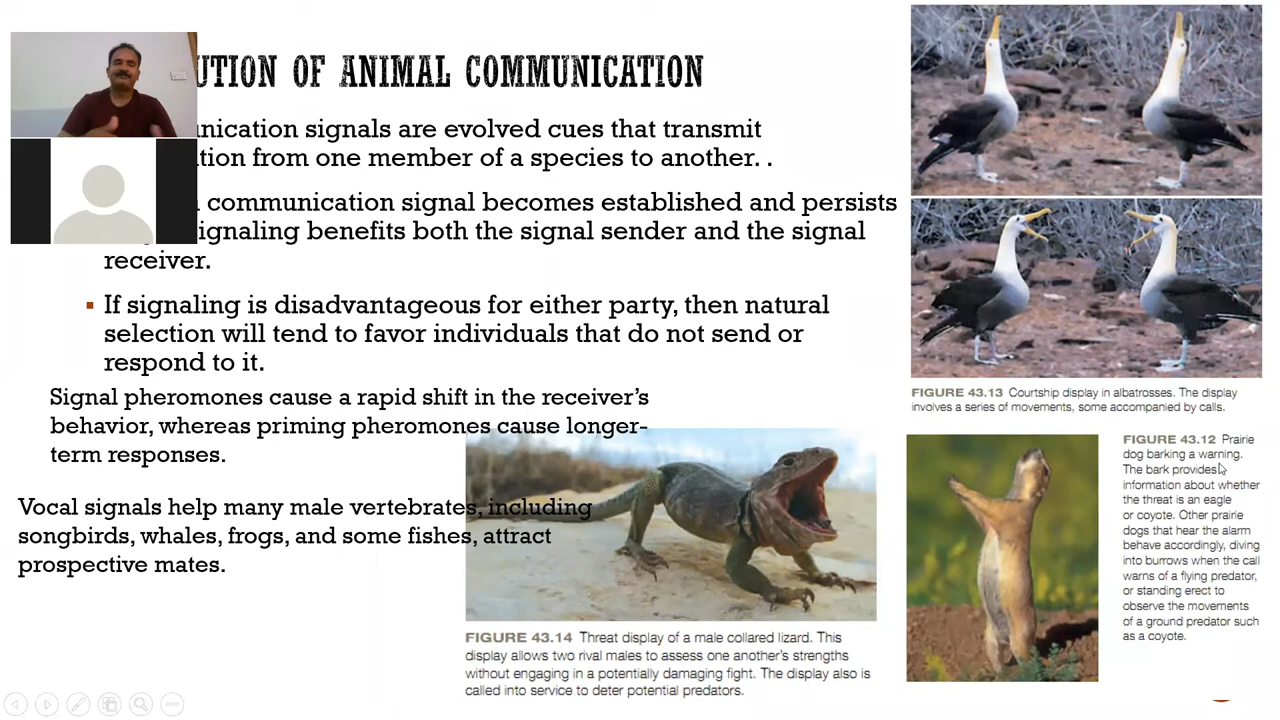 UTION OF ANIMAL COMMUNICATION
nication signals are evolved cues that transmit
tion from one member of a species to another. .
communication signal becomes established and persists
ignaling benefits both the signal sender and the signal
receiver.
If signaling is disadvantageous for either party, then natural
selection will tend to favor individuals that do not send or
respond to it.
Signal pheromones cause a rapid shift in the receiver's
behavior, whereas priming pheromones cause longer-
term responses.
Vocal signals help many male vertebrates, including
songbirds, whales, frogs, and some fishes, attract
prospective mates.
FIGURE 43.13 Courtship display in albatrosses. The display
involves a series of movements, some accompanied by calls.
FIGURE 43.14 Threat display of a male collared lizard. This
display allows two rival males to assess one another's strengths
without engaging in a potentially damaging fight. The display also is
called into service to deter potential predators.
FIGURE 43.12 Prairie
dog barking a warning.
The bark provides
information about whether
the threat is an eagle
or coyote. Other prairie
dogs that hear the alarm
behave accordingly, diving
into burrows when the call
warns of a flying predator,
or standing erect to
observe the movements
of a ground predator such
as a coyote.